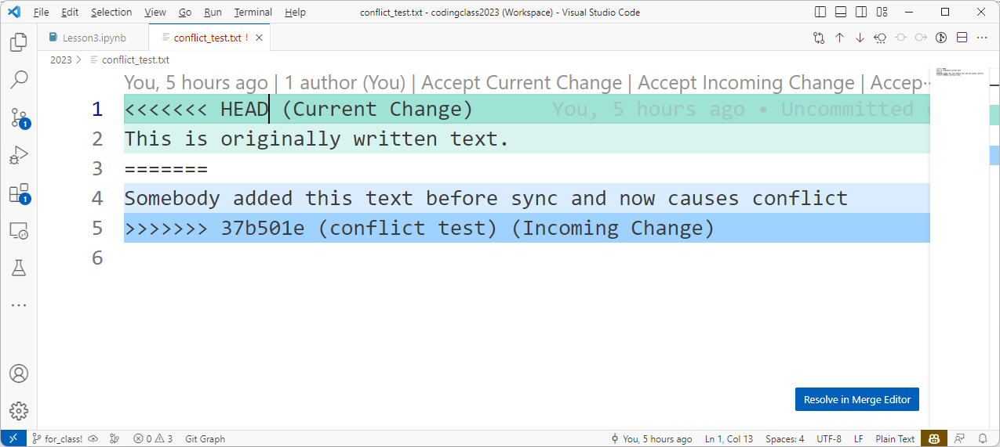 File Edit Selection View Go Run Terminal Help conflict_test.txt - codingclass2023 (Workspace) - Visual Studio Code
Lesson3.ipynb conflict_test.txt !
2023 > conflict_test.txt
You, 5 hours ago | 1 author (You) | Accept Current Change | Accept Incoming Change | Accep···
1 <<<<<<< HEAD (Current Change) You, 5 hours ago • Uncommitted
2 This is originally written text.
3 =======
4 Somebody added this text before sync and now causes conflict
5 >>>>>>> 37b501e (conflict test) (Incoming Change)
6
1
1
Resolve in Merge Editor
for_class! 0 3 Git Graph You, 5 hours ago Ln 1, Col 13 Spaces: 4 UTF-8 LF Plain Text